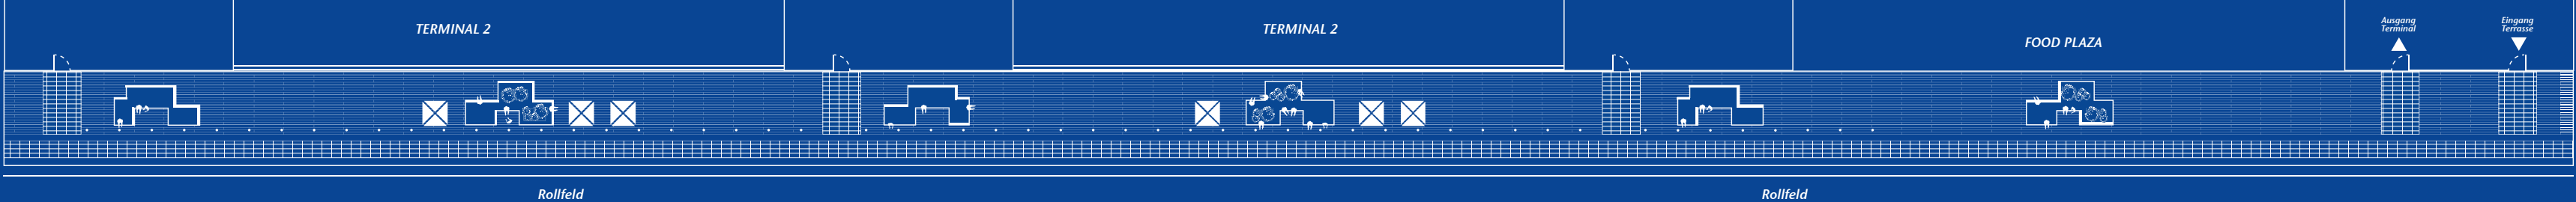 TERMINAL 2
TERMINAL 2
FOOD PLAZA
Ausgang
Terminal
Eingang
Terrasse
Rollfeld
Rollfeld